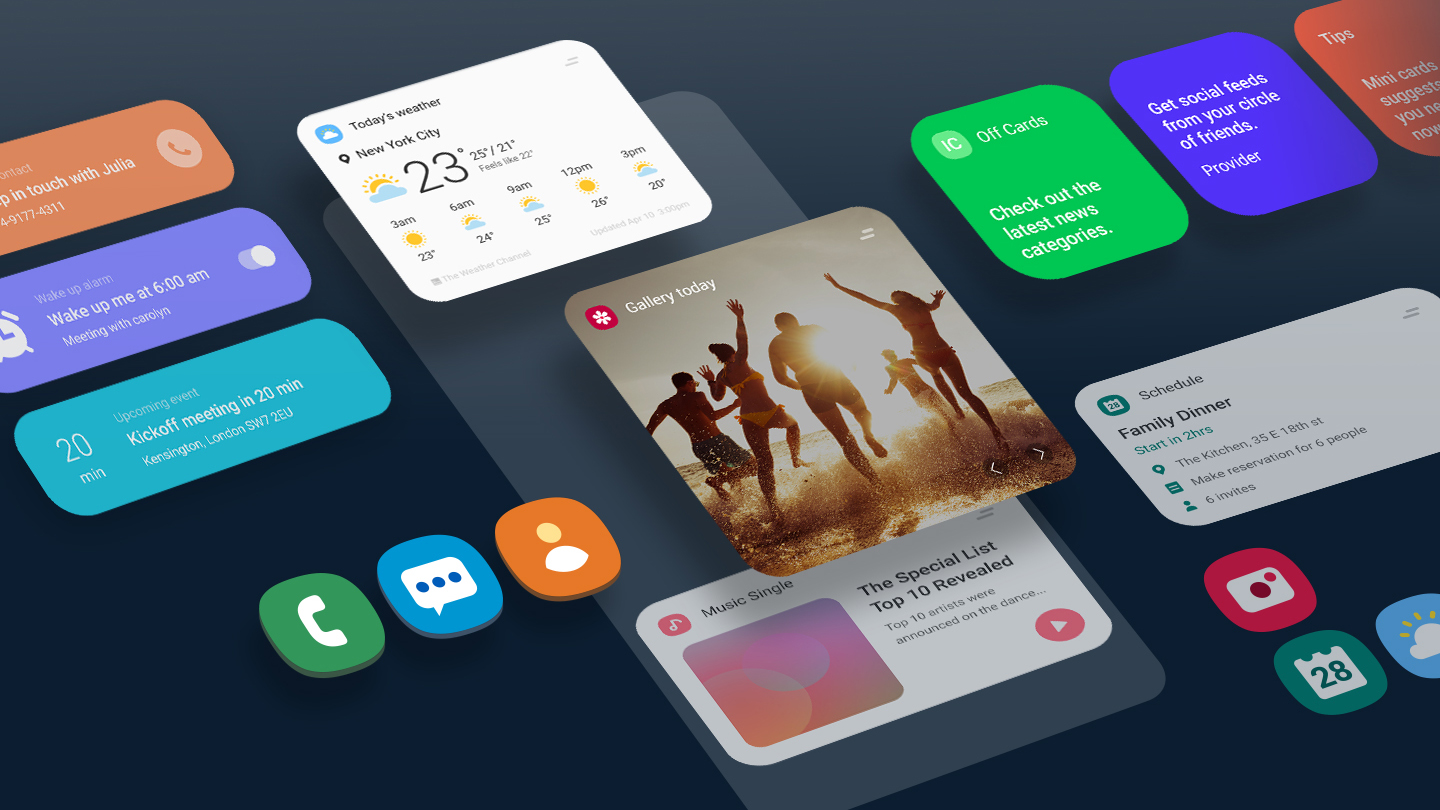 ontact
p in touch with Julia
4-9177-4311
Wake up alarm
Wake up me at 6:00 am
Meeting with carolyn
20
min
Upcoming event
Kickoff meeting in 20 min
Kensington, London SW7 2EU
Today's weather
New York City
23°
25°/ 21°
Feels like 22°
3am
6am
9am
12pm
3pm
23°
24°
25°
26°
20°
The Weather Channel
Updated Apr 10 3:00pm
Gallery today
Music Single
The Special List
Top 10 Revealed
Top 10 artists were
announced on the dance...
IC
Off Cards
Check out the
latest news
categories.
Get social feeds
from your circle
of friends.
Provider
Tips
Mini cards
suggests
you ne
now
28
Schedule
Family Dinner
Start in 2hrs
The Kitchen, 35 E 18th st
Make reservation for 6 people
6 invites
28